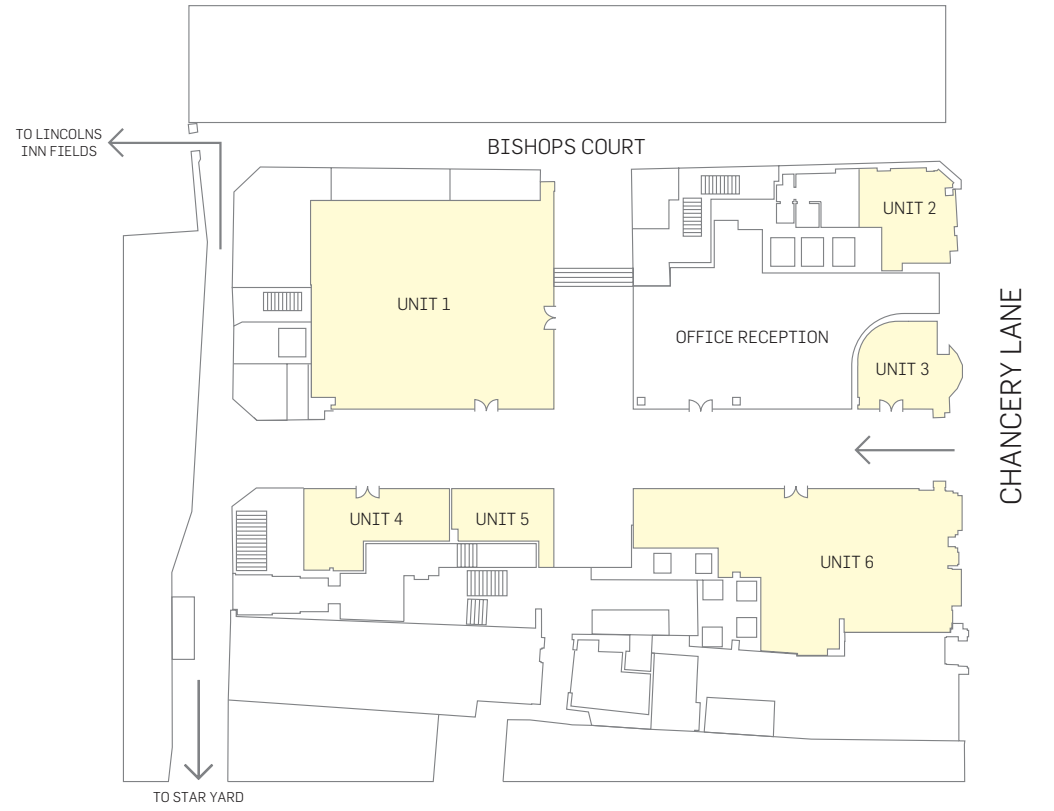 TO LINCOLNS
INN FIELDS
BISHOPS COURT
UNIT 2
UNIT 1
OFFICE RECEPTION
UNIT 3
CHANCERY LANE
UNIT 4
UNIT 5
UNIT 6
TO STAR YARD